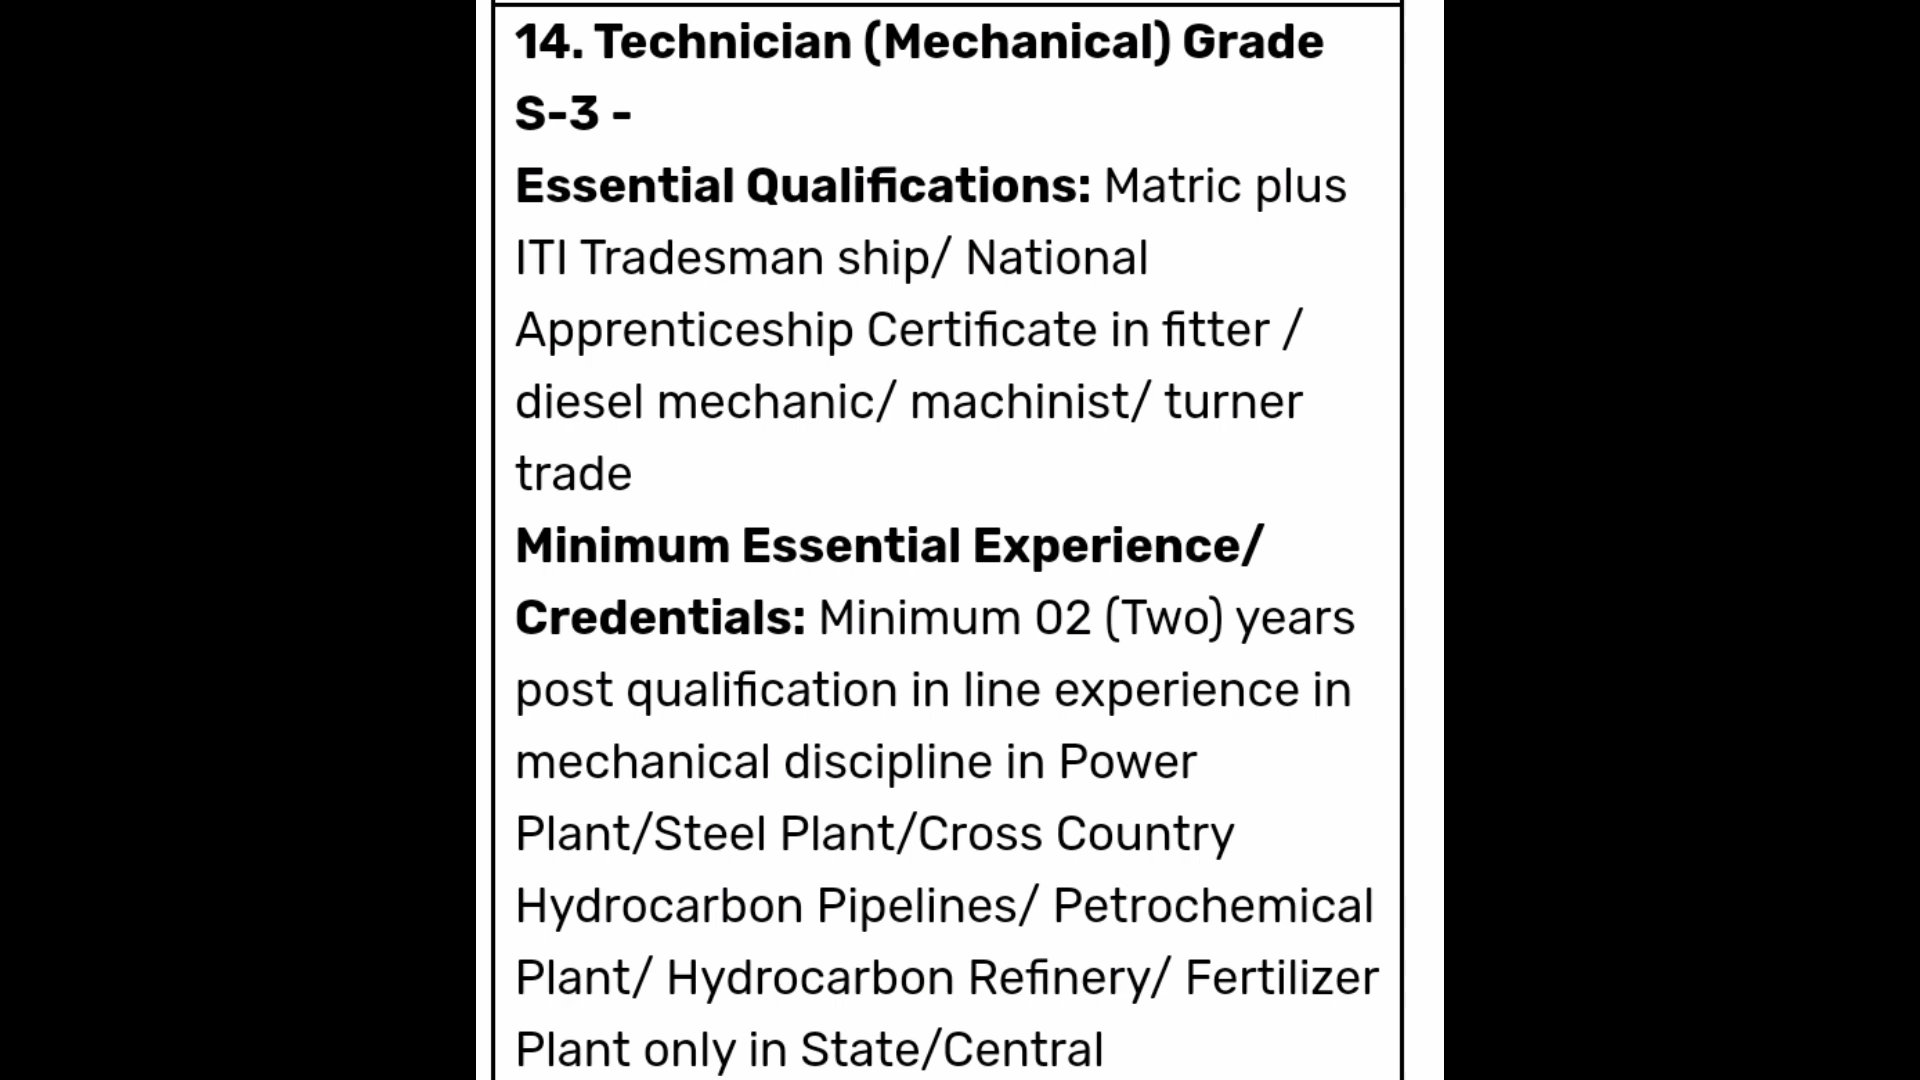 14. Technician (Mechanical) Grade
S-3 -
Essential Qualifications: Matric plus
ITI Tradesman ship/ National
Apprenticeship Certificate in fitter /
diesel mechanic/ machinist/ turner
trade
Minimum Essential Experience/
Credentials: Minimum 02 (Two) years
post qualification in line experience in
mechanical discipline in Power
Plant/Steel Plant/Cross Country
Hydrocarbon Pipelines/ Petrochemical
Plant/ Hydrocarbon Refinery/ Fertilizer
Plant only in State/Central